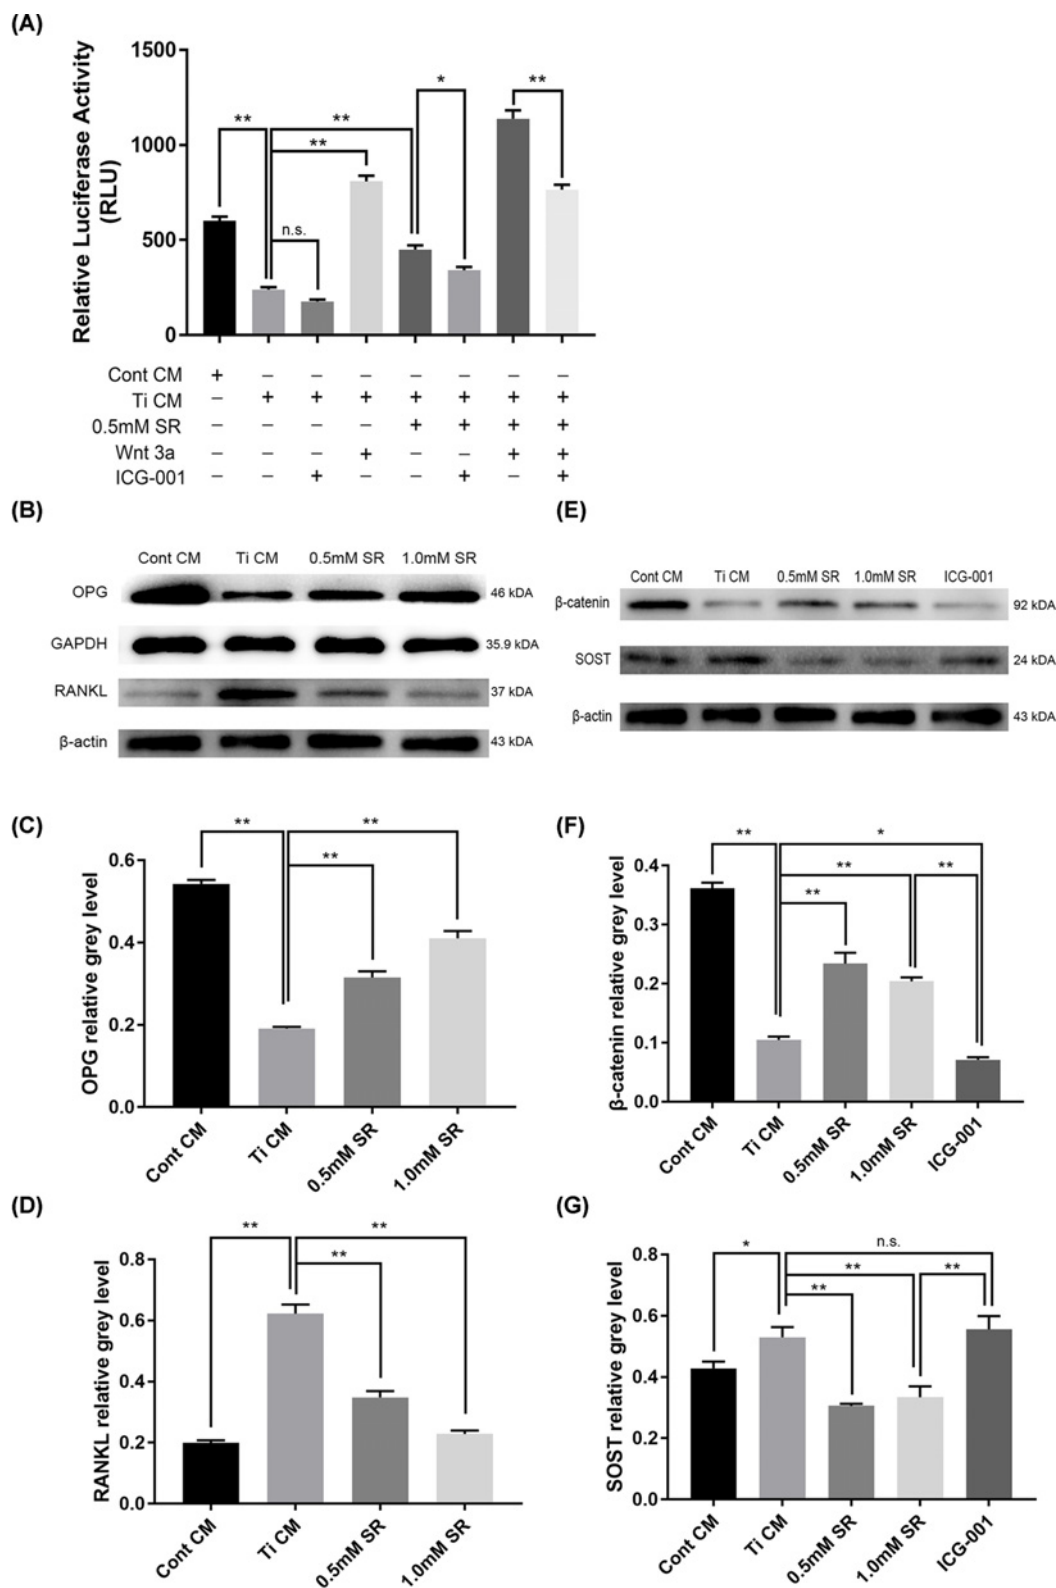 (A)
Relative Luciferase Activity
(RLU)
1500
1000
500
0
** ** ** n.s. * **
Cont CM + – – – – – – –
Ti CM – + + + + + + +
0.5mM SR – – – – + + + +
Wnt 3a – – – + – – + +
ICG-001 – – + – – + – +
(B)
Cont CM Ti CM 0.5mM SR 1.0mM SR
OPG 46 kDA
GAPDH 35.9 kDA
RANKL 37 kDA
β-actin 43 kDA
(E)
Cont CM Ti CM 0.5mM SR 1.0mM SR ICG-001
β-catenin 92 kDA
SOST 24 kDA
β-actin 43 kDA
(C)
OPG relative grey level
0.6
0.4
0.2
0.0
** ** **
Cont CM Ti CM 0.5mM SR 1.0mM SR
(F)
β-catenin relative grey level
0.4
0.3
0.2
0.1
0.0
** * ** ** **
Cont CM Ti CM 0.5mM SR 1.0mM SR ICG-001
(D)
RANKL relative grey level
0.8
0.6
0.4
0.2
0.0
** ** **
Cont CM Ti CM 0.5mM SR 1.0mM SR
(G)
SOST relative grey level
0.8
0.6
0.4
0.2
0.0
* n.s. ** ** **
Cont CM Ti CM 0.5mM SR 1.0mM SR ICG-001